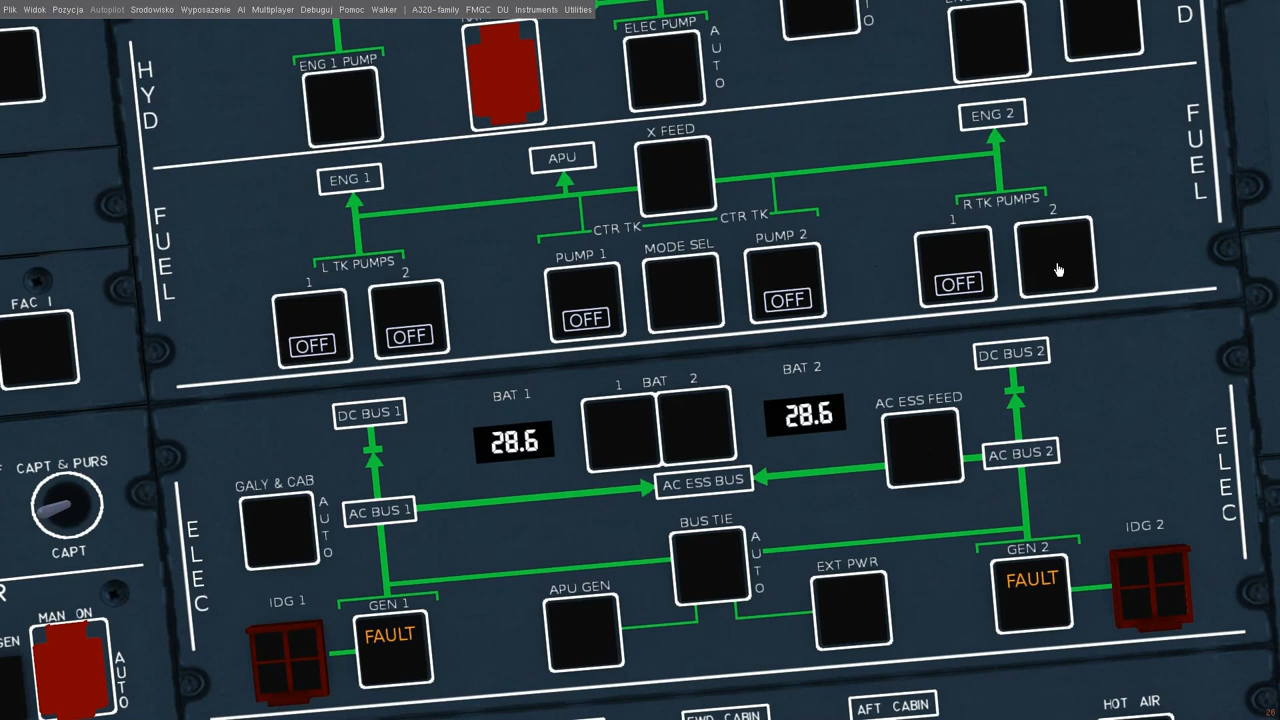 Plik Widok Pozycja Autopilot Środowisko Wyposażenie AI Multiplayer Debuguj Pomoc Walker | A320-family FMGC DU Instruments Utilities
ELEC PUMP
AUTO
O
D
HYD
ENG 1 PUMP
X FEED
ENG 2
FUEL
APU
ENG 1
FUEL
R TK PUMPS
1
2
CTR TK
CTR TK
L TK PUMPS
1
2
PUMP 1
MODE SEL
PUMP 2
OFF
OFF
OFF
OFF
OFF
FAC 1
DC BUS 2
BAT 1
1 BAT 2
BAT 2
AC ESS FEED
DC BUS 1
28.6
28.6
ELEC
AC BUS 2
CAPT & PURS
GALY & CAB
AUTO
AC ESS BUS
AC BUS 1
CAPT
ELEC
BUS TIE
AUTO
GEN 2
IDG 2
EXT PWR
APU GEN
FAULT
IDG 1
GEN 1
FAULT
MAN ON
GEN
AUTO
FWD CABIN
AFT CABIN
HOT AIR
26